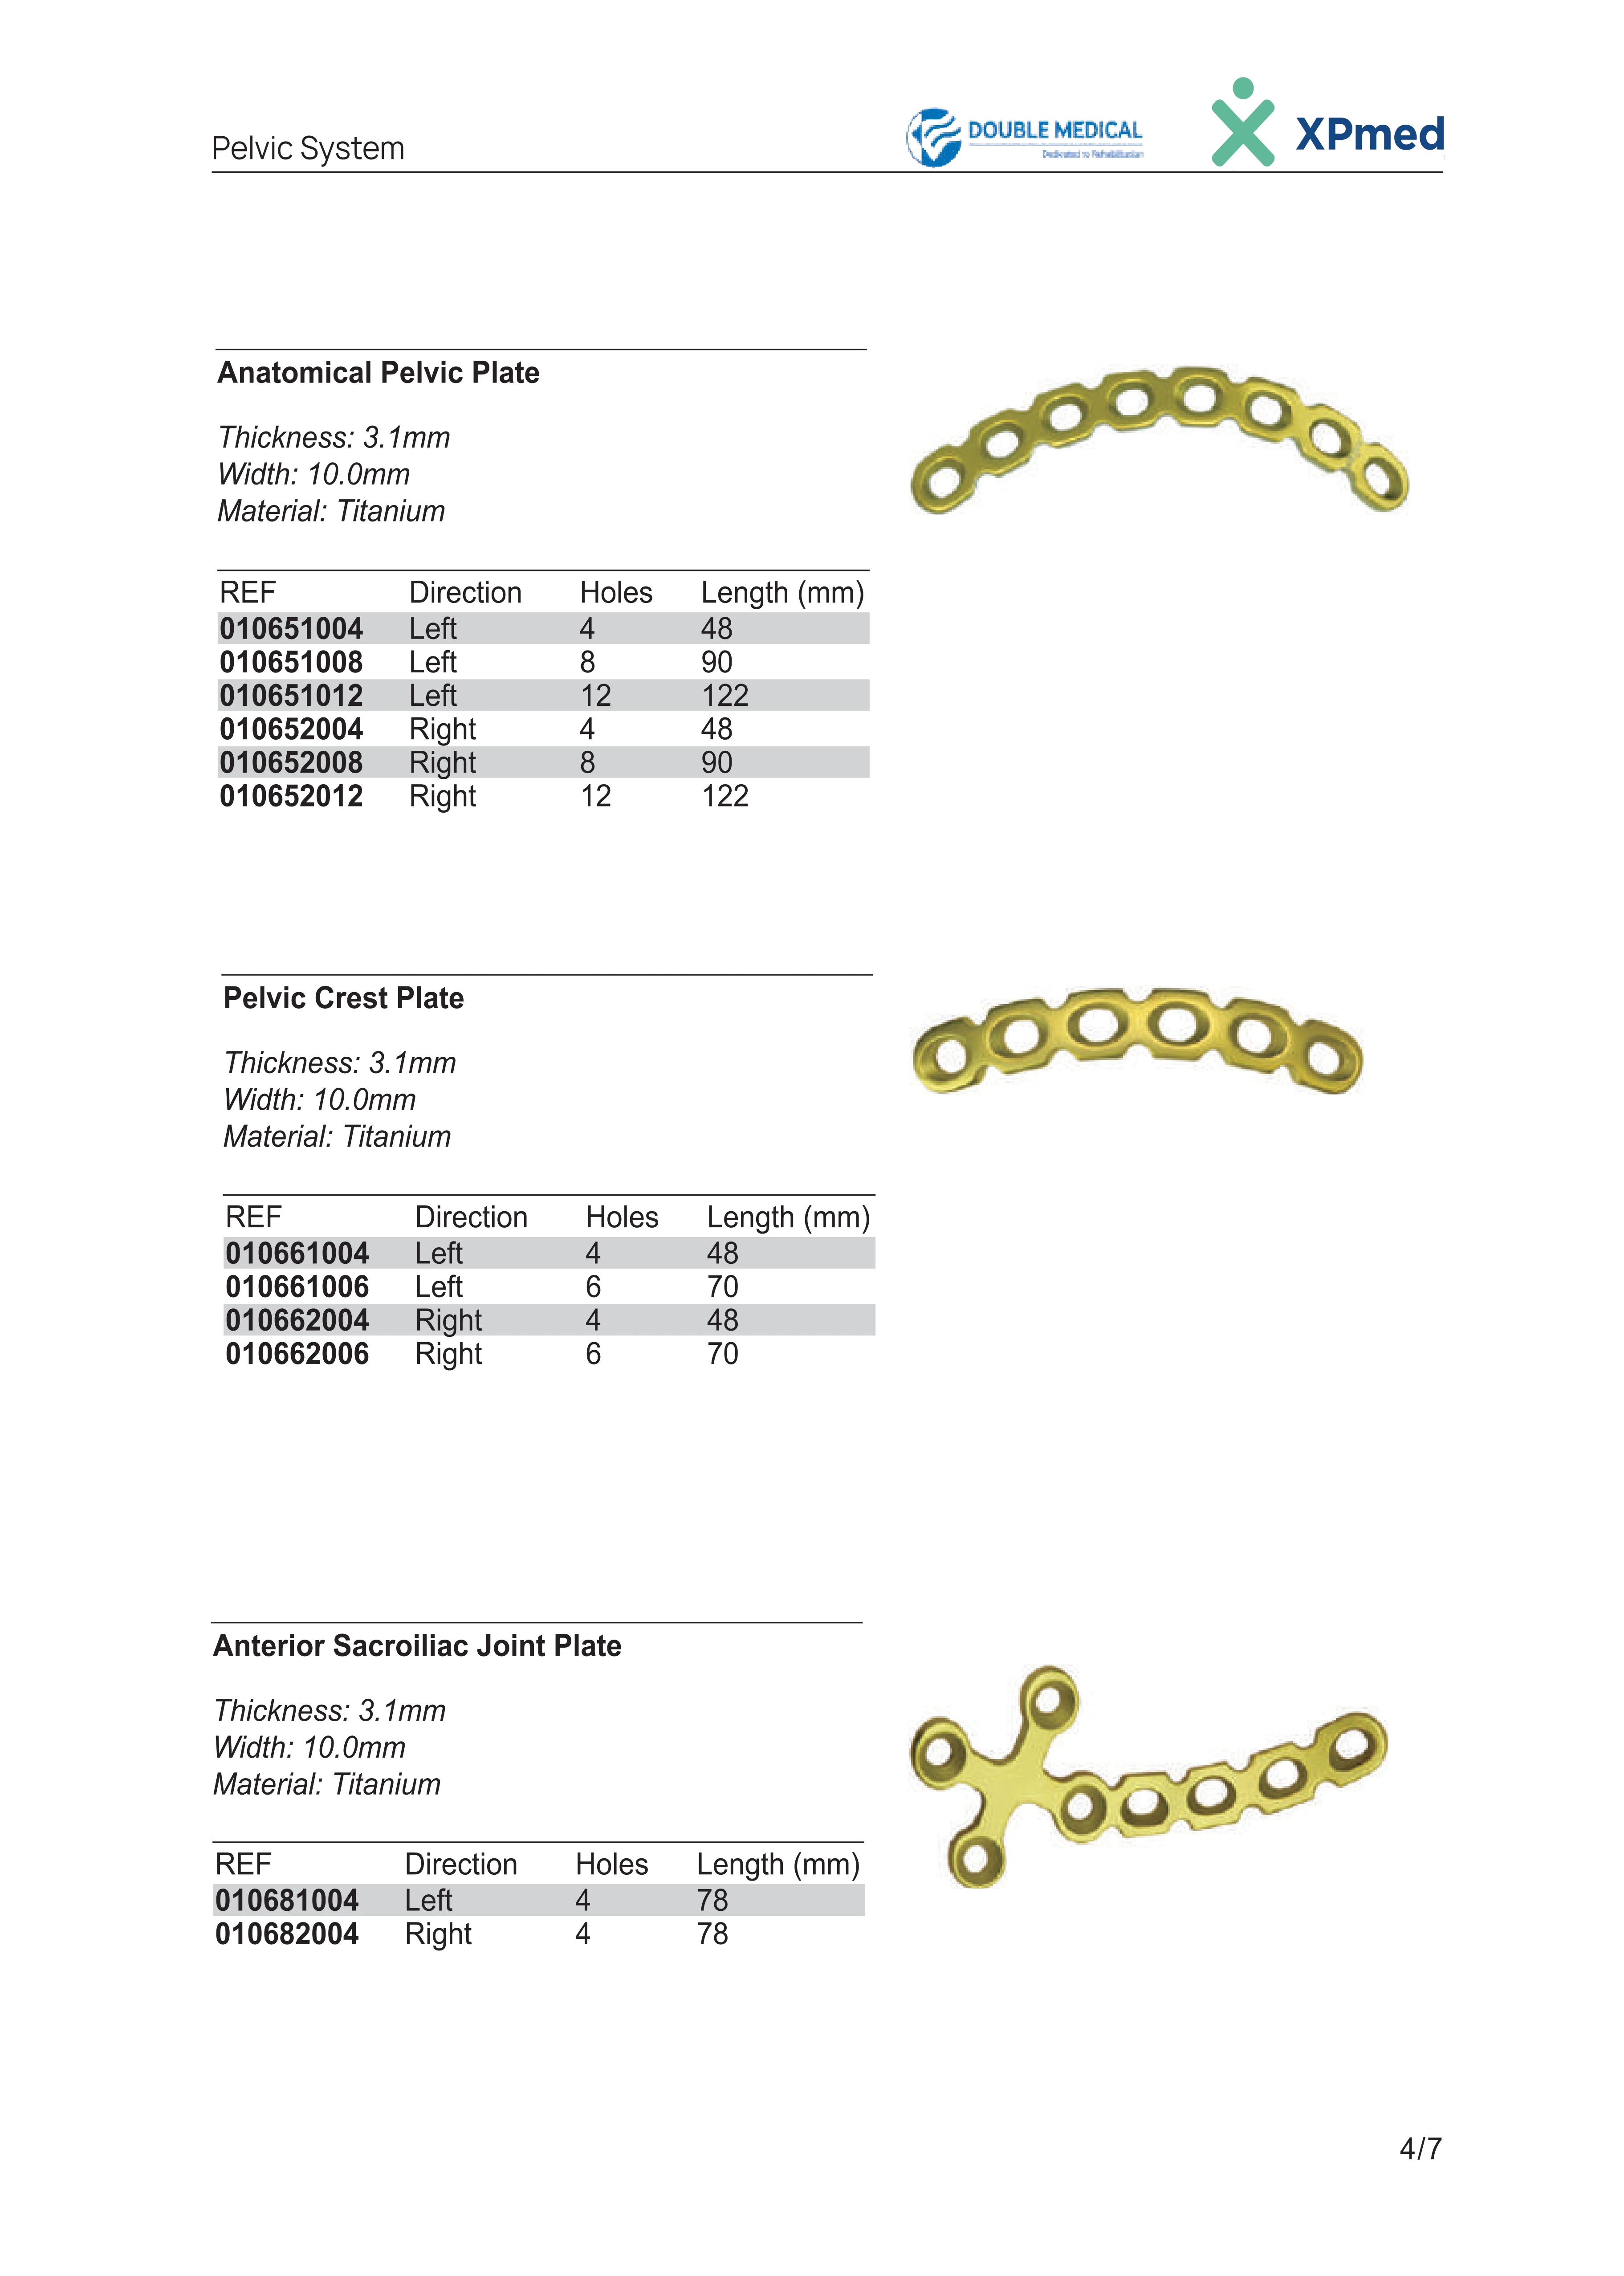 Pelvic System
DOUBLE MEDICAL
Dedicated to Rehabilitation
XPmed
Anatomical Pelvic Plate
Thickness: 3.1mm
Width: 10.0mm
Material: Titanium
REF Direction Holes Length (mm)
010651004 Left 4 48
010651008 Left 8 90
010651012 Left 12 122
010652004 Right 4 48
010652008 Right 8 90
010652012 Right 12 122
Pelvic Crest Plate
Thickness: 3.1mm
Width: 10.0mm
Material: Titanium
REF Direction Holes Length (mm)
010661004 Left 4 48
010661006 Left 6 70
010662004 Right 4 48
010662006 Right 6 70
Anterior Sacroiliac Joint Plate
Thickness: 3.1mm
Width: 10.0mm
Material: Titanium
REF Direction Holes Length (mm)
010681004 Left 4 78
010682004 Right 4 78
4/7